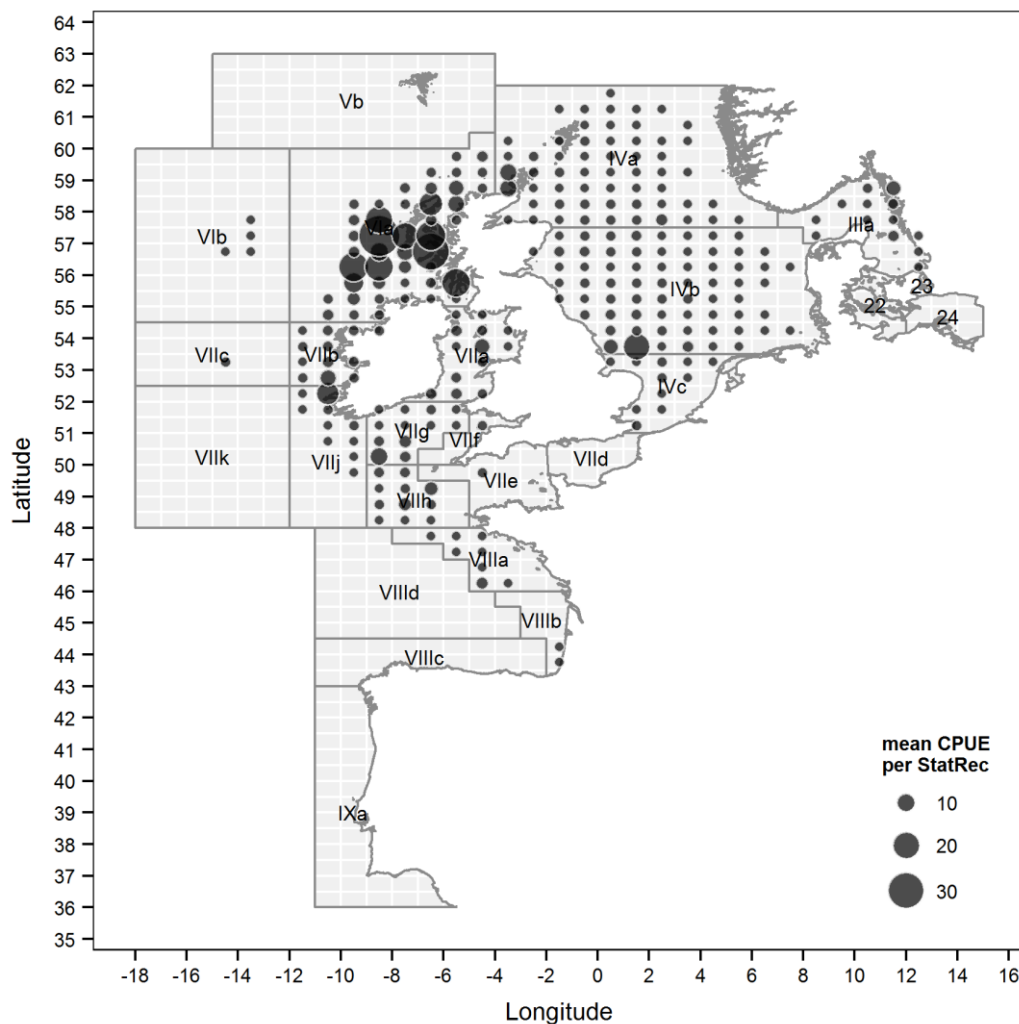 64
63
62
61
60
59
58
57
56
55
54
53
52
51
50
49
48
47
46
45
44
43
42
41
40
39
38
37
36
35
Latitude
Vb
IVa
VIb
VIa
IIIa
IVb
23
22
24
VIIc
VIIb
VIIa
IVc
VIIg
VIIf
VIIk
VIIj
VIId
VIIe
VIIh
VIIIa
VIIId
VIIIb
VIIIc
IXa
mean CPUE
per StatRec
10
20
30
-18 -16 -14 -12 -10 -8 -6 -4 -2 0 2 4 6 8 10 12 14 16
Longitude